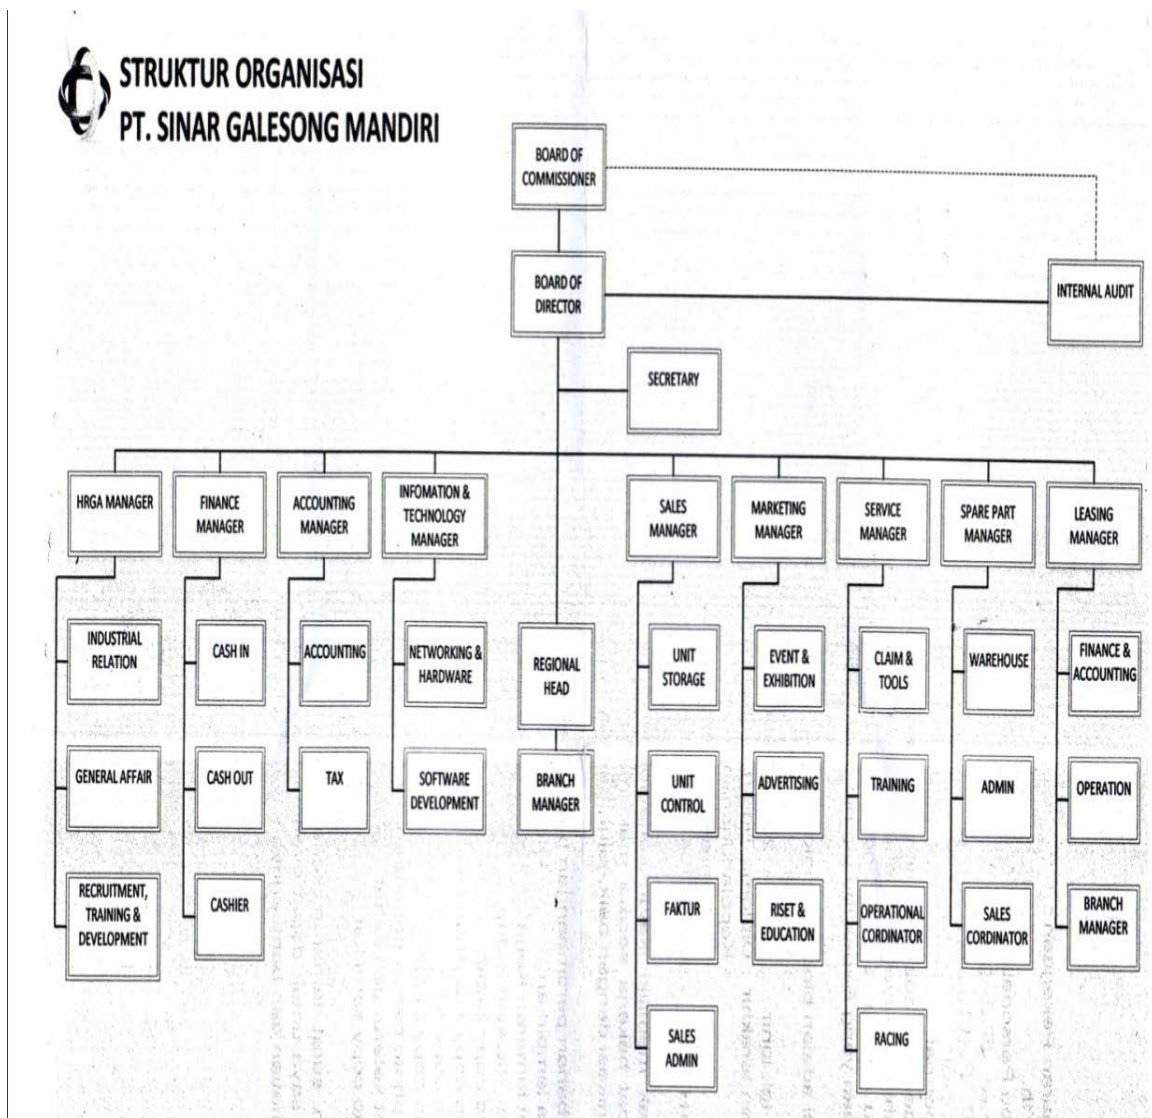 STRUKTUR ORGANISASI
PT. SINAR GALESONG MANDIRI
BOARD OF
COMMISSIONER
BOARD OF
DIRECTOR
INTERNAL AUDIT
SECRETARY
HRGA MANAGER
FINANCE
MANAGER
ACCOUNTING
MANAGER
INFOMATION &
TECHNOLOGY
MANAGER
SALES
MANAGER
MARKETING
MANAGER
SERVICE
MANAGER
SPARE PART
MANAGER
LEASING
MANAGER
INDUSTRIAL
RELATION
CASH IN
ACCOUNTING
NETWORKING &
HARDWARE
REGIONAL
HEAD
UNIT
STORAGE
EVENT &
EXHIBITION
CLAIM &
TOOLS
WAREHOUSE
FINANCE &
ACCOUNTING
GENERAL AFFAIR
CASH OUT
TAX
SOFTWARE
DEVELOPMENT
BRANCH
MANAGER
UNIT
CONTROL
ADVERTISING
TRAINING
ADMIN
OPERATION
RECRUITMENT,
TRAINING &
DEVELOPMENT
CASHIER
FAKTUR
RISET &
EDUCATION
OPERATIONAL
CORDINATOR
SALES
CORDINATOR
BRANCH
MANAGER
SALES
ADMIN
RACING